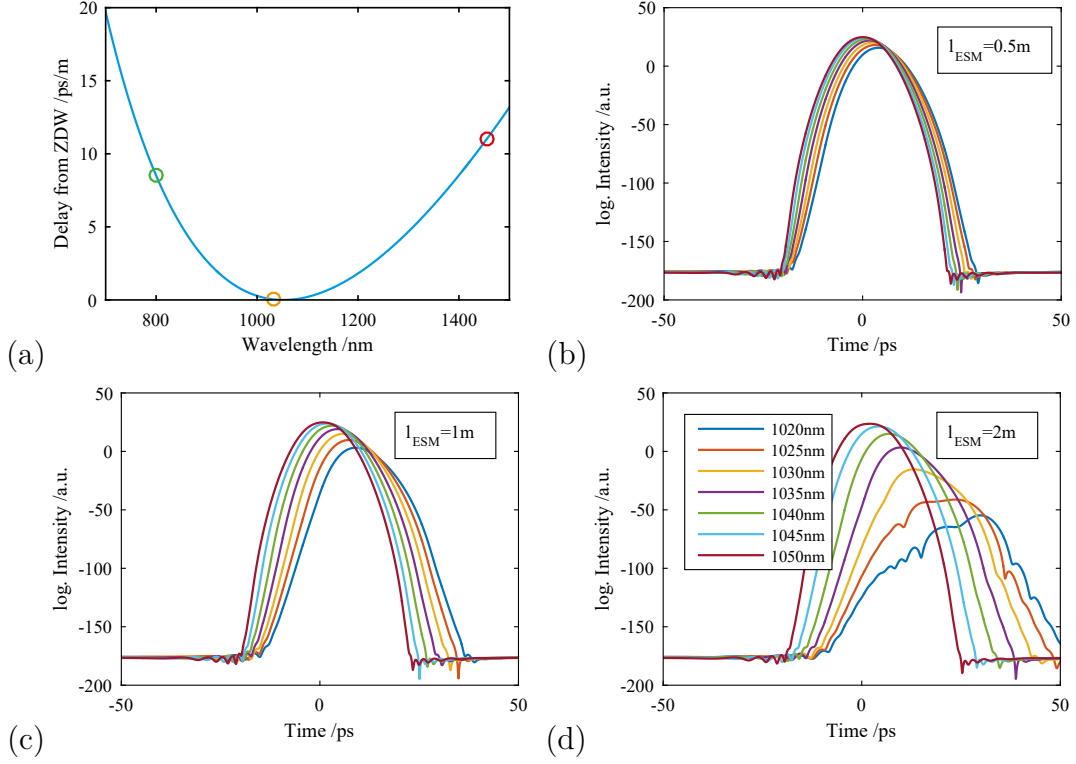 20
15
10
5
0
Delay from ZDW /ps/m
800 1000 1200 1400
Wavelength /nm
(a)
50
0
-50
-100
-150
-200
log. Intensity /a.u.
l_ESM=0.5m
-50 0 50
Time /ps
(b)
50
0
-50
-100
-150
-200
log. Intensity /a.u.
l_ESM=1m
-50 0 50
Time /ps
(c)
50
0
-50
-100
-150
-200
log. Intensity /a.u.
1020nm
1025nm
1030nm
1035nm
1040nm
1045nm
1050nm
l_ESM=2m
-50 0 50
Time /ps
(d)